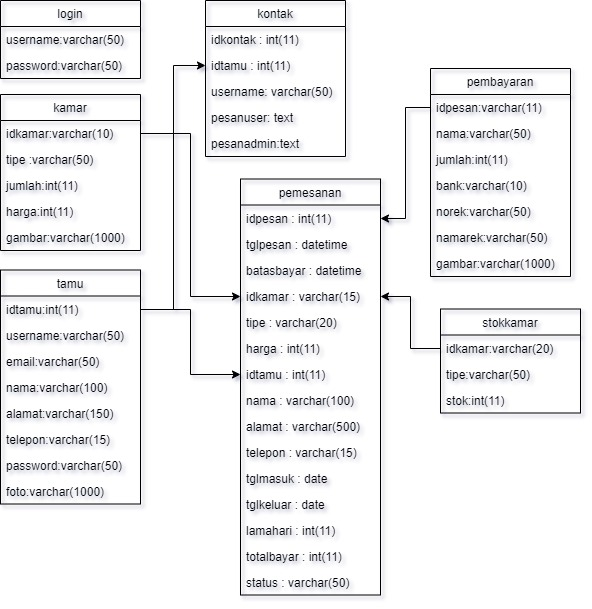 login
username:varchar(50)
password:varchar(50)
kamar
idkamar:varchar(10)
tipe :varchar(50)
jumlah:int(11)
harga:int(11)
gambar:varchar(1000)
tamu
idtamu:int(11)
username:varchar(50)
email:varchar(50)
nama:varchar(100)
alamat:varchar(150)
telepon:varchar(15)
password:varchar(50)
foto:varchar(1000)
kontak
idkontak : int(11)
idtamu : int(11)
username: varchar(50)
pesanuser: text
pesanadmin:text
pemesanan
idpesan : int(11)
tglpesan : datetime
batasbayar : datetime
idkamar : varchar(15)
tipe : varchar(20)
harga : int(11)
idtamu : int(11)
nama : varchar(100)
alamat : varchar(500)
telepon : varchar(15)
tglmasuk : date
tglkeluar : date
lamahari : int(11)
totalbayar : int(11)
status : varchar(50)
pembayaran
idpesan:varchar(11)
nama:varchar(50)
jumlah:int(11)
bank:varchar(10)
norek:varchar(50)
namarek:varchar(50)
gambar:varchar(1000)
stokkamar
idkamar:varchar(20)
tipe:varchar(50)
stok:int(11)